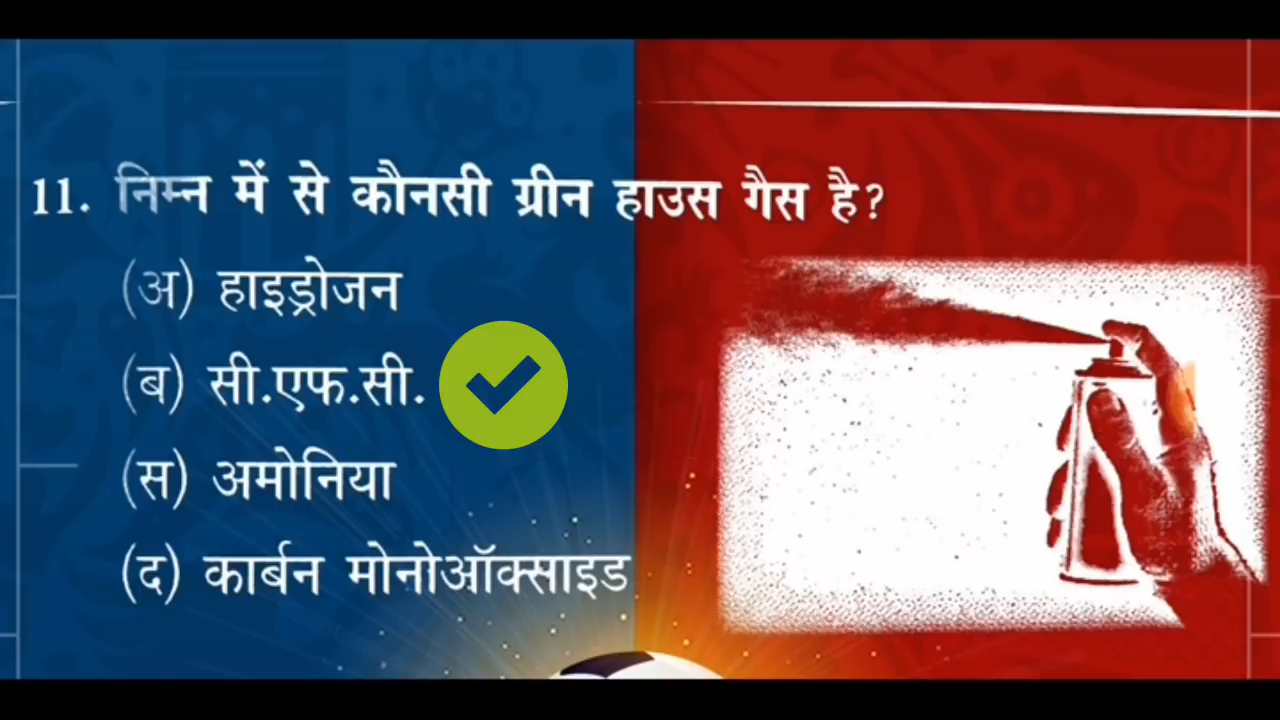 11. निम्न में से कौनसी ग्रीन हाउस गैस है?
(अ) हाइड्रोजन
(ब) सी.एफ.सी.
(स) अमोनिया
(द) कार्बन मोनोऑक्साइड